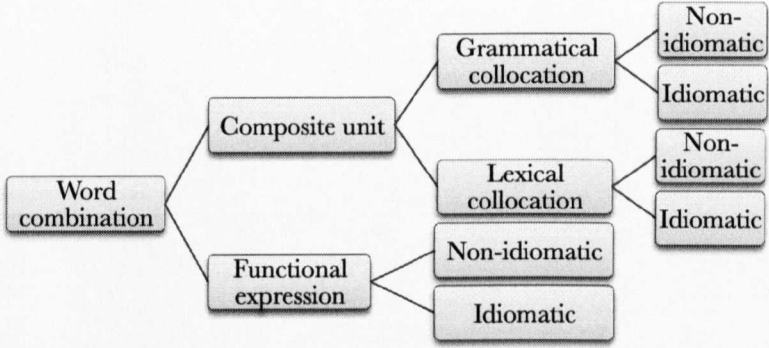 Word
combination
Composite unit
Grammatical
collocation
Non-
idiomatic
Idiomatic
Lexical
collocation
Non-
idiomatic
Idiomatic
Functional
expression
Non-idiomatic
Idiomatic